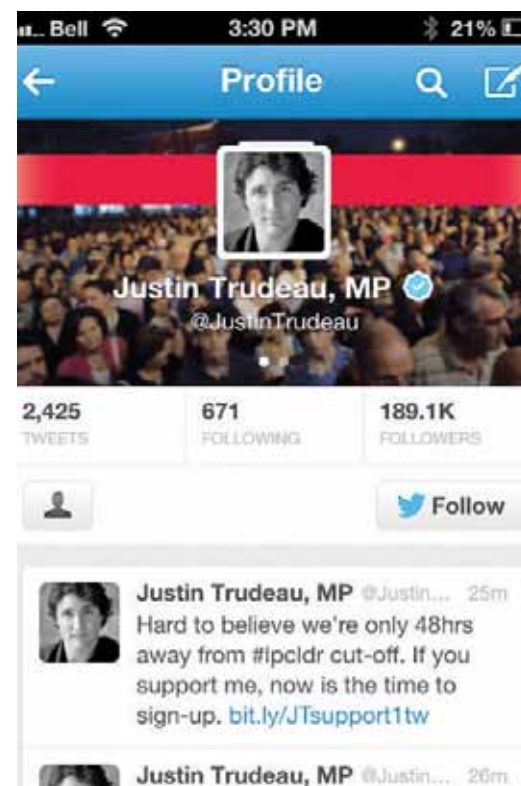 Bell 3:30 PM 21%
Profile
Justin Trudeau, MP
@JustinTrudeau
2,425 671 189.1K
TWEETS FOLLOWING FOLLOWERS
Follow
Justin Trudeau, MP @Justin... 25m
Hard to believe we're only 48hrs
away from #lpcldr cut-off. If you
support me, now is the time to
sign-up. bit.ly/JTsupport1tw
Justin Trudeau, MP @Justin... 26m